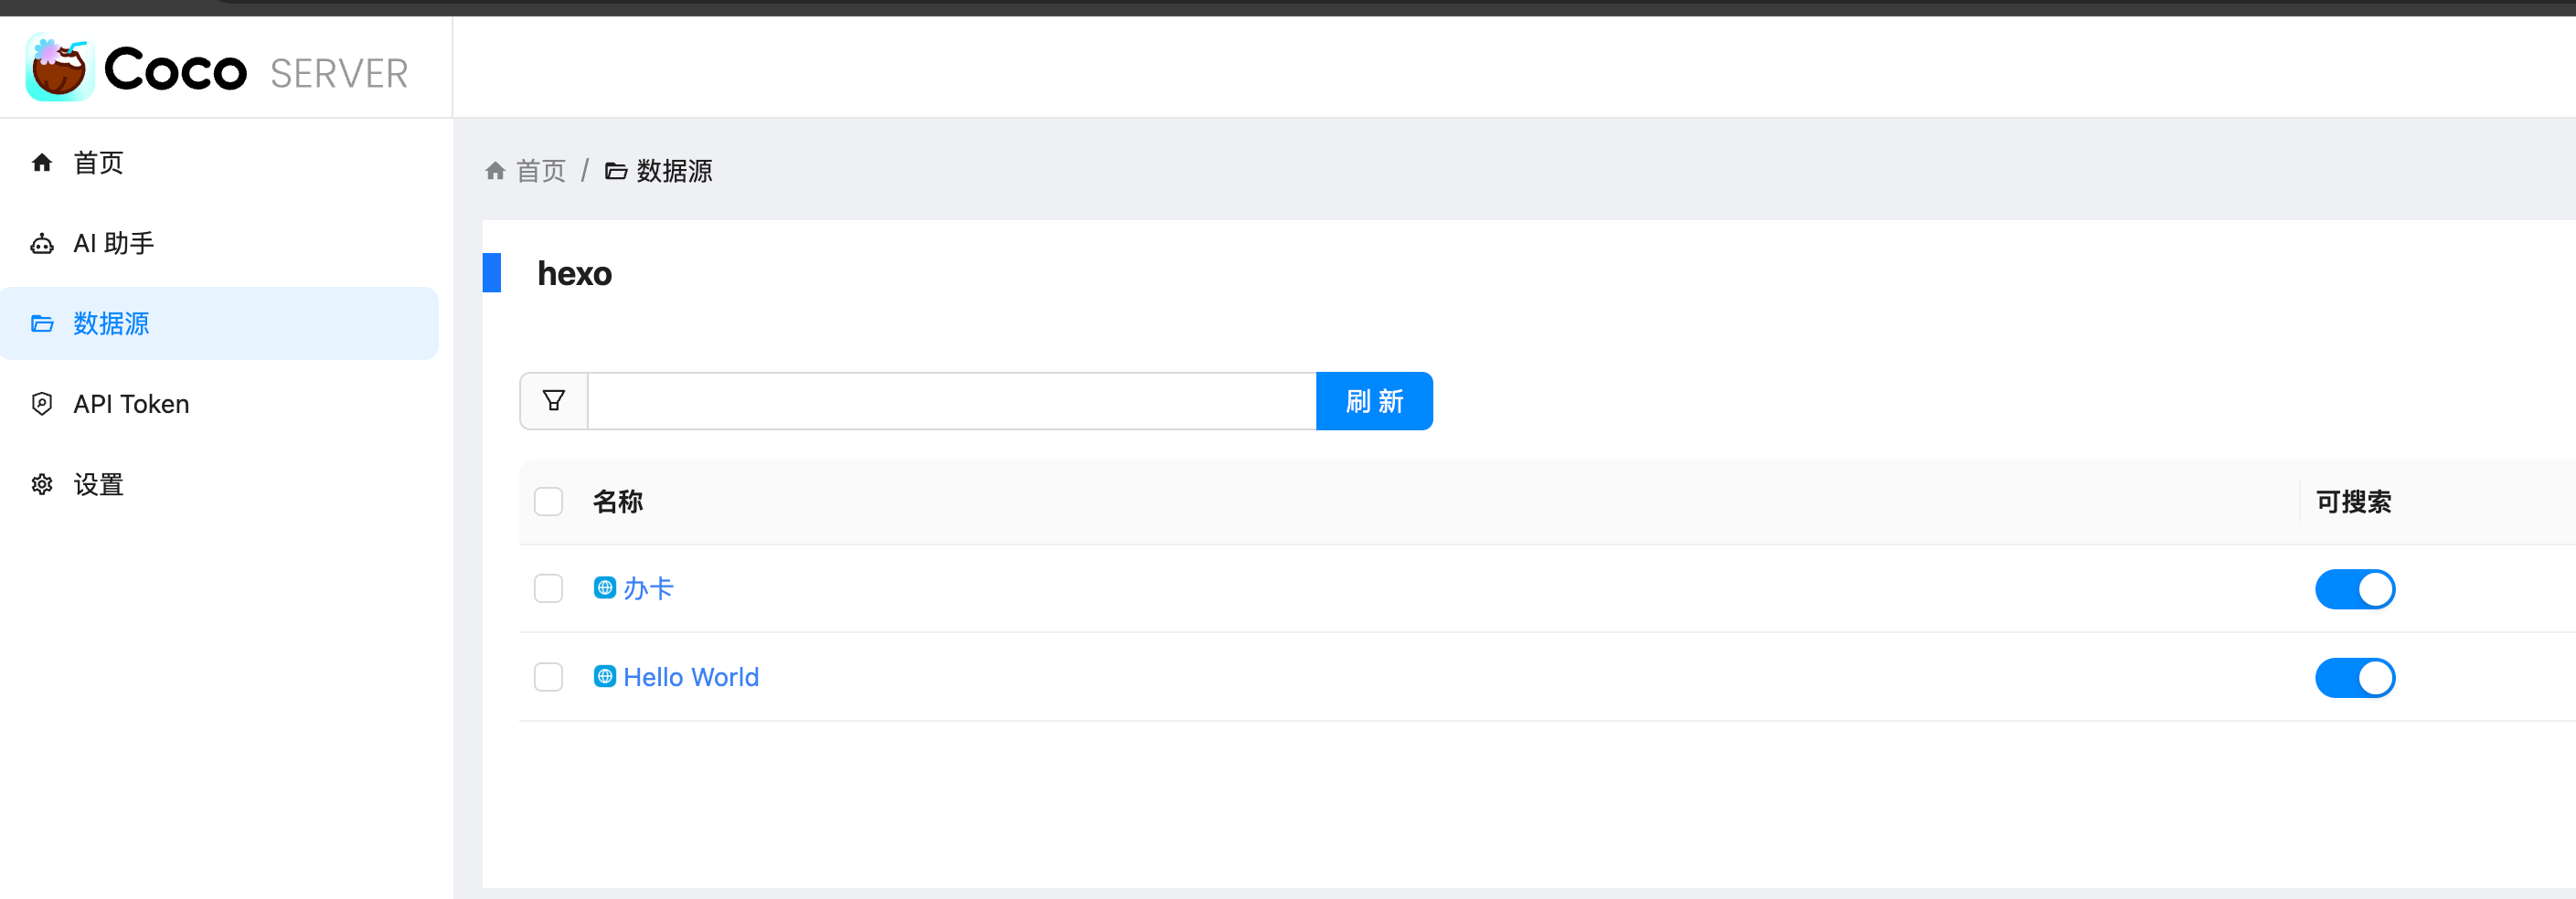 Coco SERVER
首页
AI 助手
数据源
API Token
设置
首页 / 数据源
hexo
刷 新
名称 可搜索
办卡
Hello World